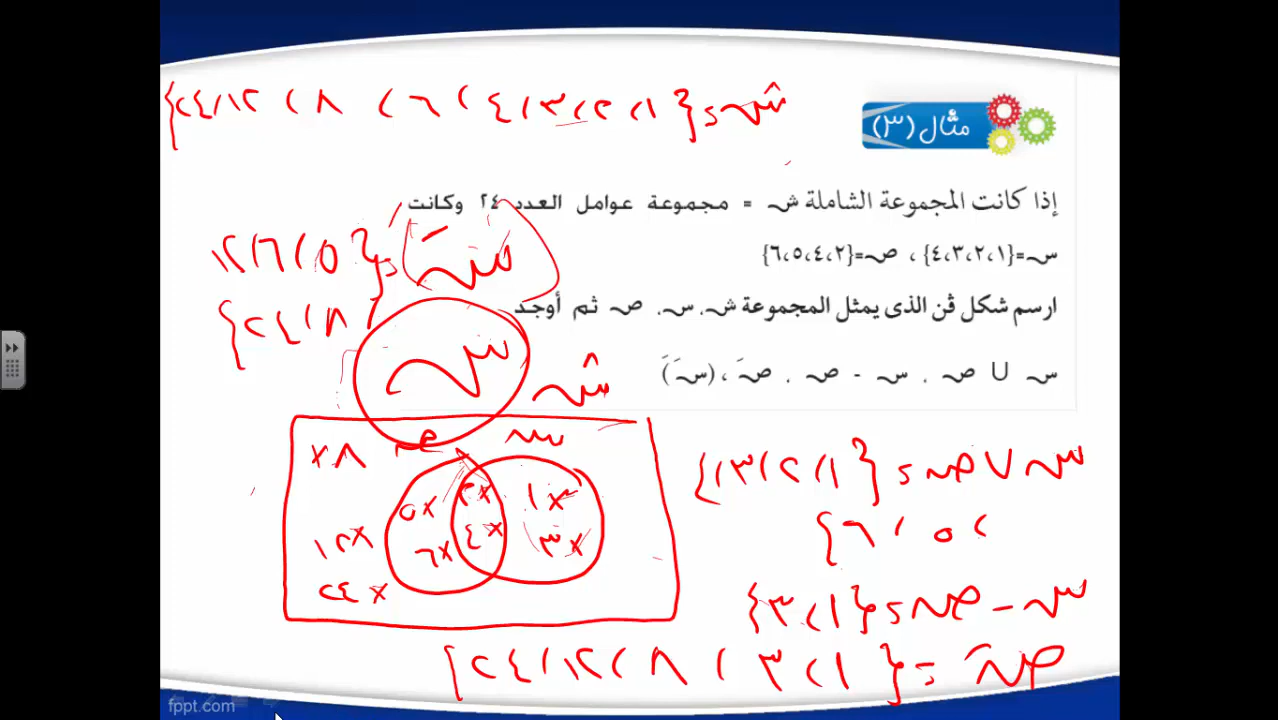 ش = {١، ٢، ٣، ٤، ٦، ٨، ١٢، ٢٤}
مثال (٣)
إذا كانت المجموعة الشاملة ش = مجموعة عوامل العدد ٢٤ وكانت
س = {١، ٢، ٣، ٤} ، ص = {٢، ٤، ٥، ٦}
ارسم شكل ڤن الذى يمثل المجموعة ش، س، ص ثم أوجد
س U ص ، س - ص ، صَ ، (سَ)َ
سَ = {٥، ٦، ١٢
، ٨، ٢٤}
س
ش
س ص
٨×
١× ٢× ٥×
٣× ٤× ٦× ١٢×
٢٤×
س U ص = {١، ٢، ٣،
، ٥، ٦}
س - ص = {١، ٣}
صَ = {١، ٣، ٨، ١٢، ٢٤}
fppt.com